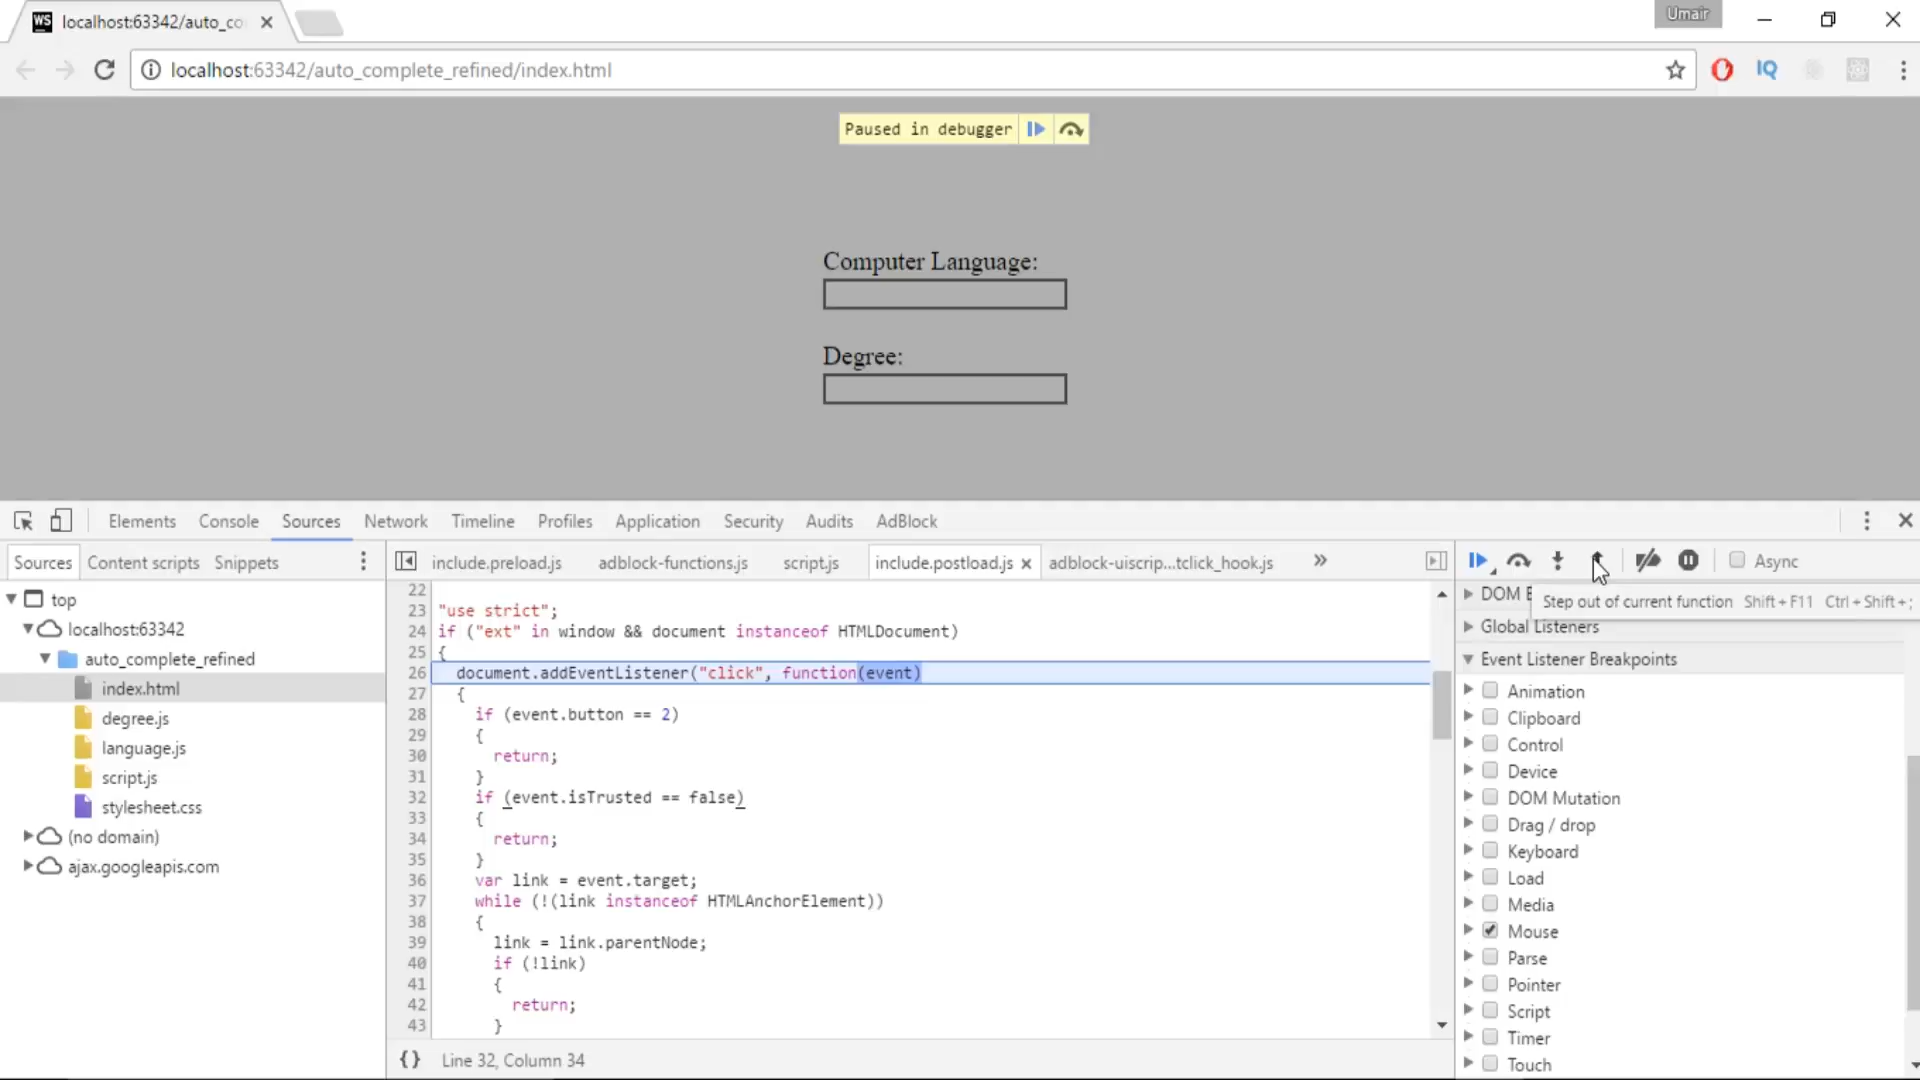 WS localhost:63342/auto_co
Umair
localhost:63342/auto_complete_refined/index.html
IQ
Paused in debugger
Computer Language:
Degree:
Elements Console Sources Network Timeline Profiles Application Security Audits AdBlock
Sources Content scripts Snippets
include.preload.js adblock-functions.js script.js include.postload.js adblock-uiscrip...tclick_hook.js »
Async
top
localhost:63342
auto_complete_refined
index.html
degree.js
language.js
script.js
stylesheet.css
(no domain)
ajax.googleapis.com
22
23 "use strict";
24 if ("ext" in window && document instanceof HTMLDocument)
25 {
26 document.addEventListener("click", function(event)
27 {
28 if (event.button == 2)
29 {
30 return;
31 }
32 if (event.isTrusted == false)
33 {
34 return;
35 }
36 var link = event.target;
37 while (!(link instanceof HTMLAnchorElement))
38 {
39 link = link.parentNode;
40 if (!link)
41 {
42 return;
43 }
{} Line 32, Column 34
DOM
Step out of current function Shift+F11 Ctrl+Shift+;
Global Listeners
Event Listener Breakpoints
Animation
Clipboard
Control
Device
DOM Mutation
Drag / drop
Keyboard
Load
Media
Mouse
Parse
Pointer
Script
Timer
Touch